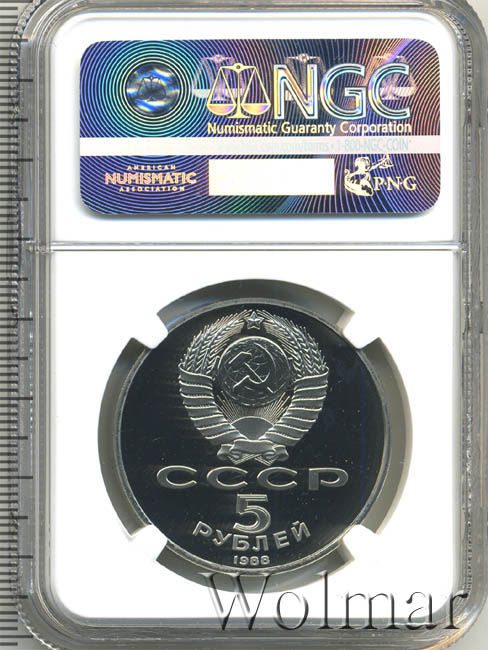 NGC
Numismatic Guaranty Corporation
www.ngccoin.com/terms • 1-800-NGC-COIN
AMERICAN
NUMISMATIC
ASSOCIATION
PNG
СССР
5
РУБЛЕЙ
1988
Wolmar